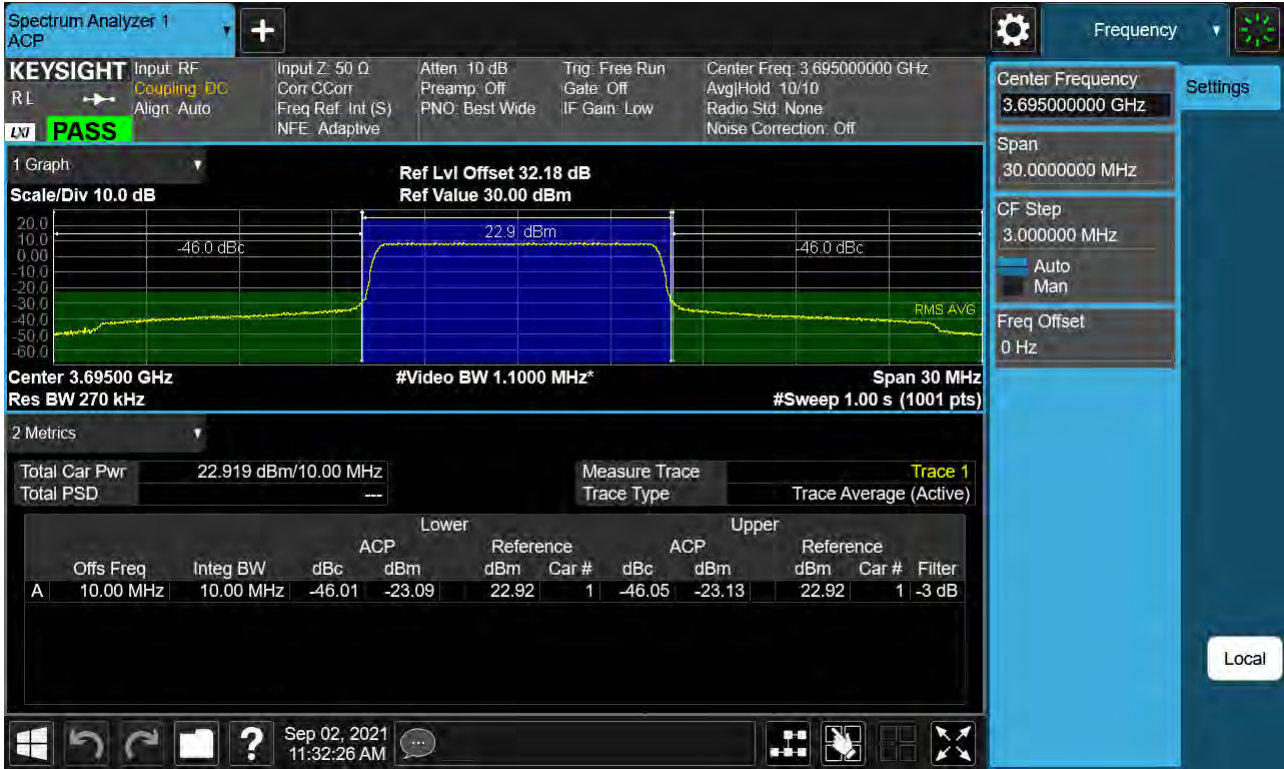 Spectrum Analyzer 1
ACP
Frequency
KEYSIGHT
Input: RF
Coupling: DC
Align: Auto
Input Z: 50 Ω
Corr CCorr
Freq Ref: Int (S)
NFE: Adaptive
Atten: 10 dB
Preamp: Off
PNO: Best Wide
Trig: Free Run
Gate: Off
IF Gain: Low
Center Freq: 3.695000000 GHz
Avg|Hold: 10/10
Radio Std: None
Noise Correction: Off
R L
LXI
PASS
1 Graph
Scale/Div 10.0 dB
Ref Lvl Offset 32.18 dB
Ref Value 30.00 dBm
20.0
10.0
0.00
-10.0
-20.0
-30.0
-40.0
-50.0
-60.0
-46.0 dBc
22.9 dBm
-46.0 dBc
RMS AVG
Center 3.69500 GHz
#Video BW 1.1000 MHz*
Span 30 MHz
Res BW 270 kHz
#Sweep 1.00 s (1001 pts)
2 Metrics
Total Car Pwr 22.919 dBm/10.00 MHz
Total PSD ---
Measure Trace Trace 1
Trace Type Trace Average (Active)
Lower Upper
ACP Reference ACP Reference
Offs Freq Integ BW dBc dBm dBm Car # dBc dBm dBm Car # Filter
A 10.00 MHz 10.00 MHz -46.01 -23.09 22.92 1 -46.05 -23.13 22.92 1 -3 dB
Sep 02, 2021
11:32:26 AM
Center Frequency
3.695000000 GHz
Settings
Span
30.0000000 MHz
CF Step
3.000000 MHz
Auto
Man
Freq Offset
0 Hz
Local